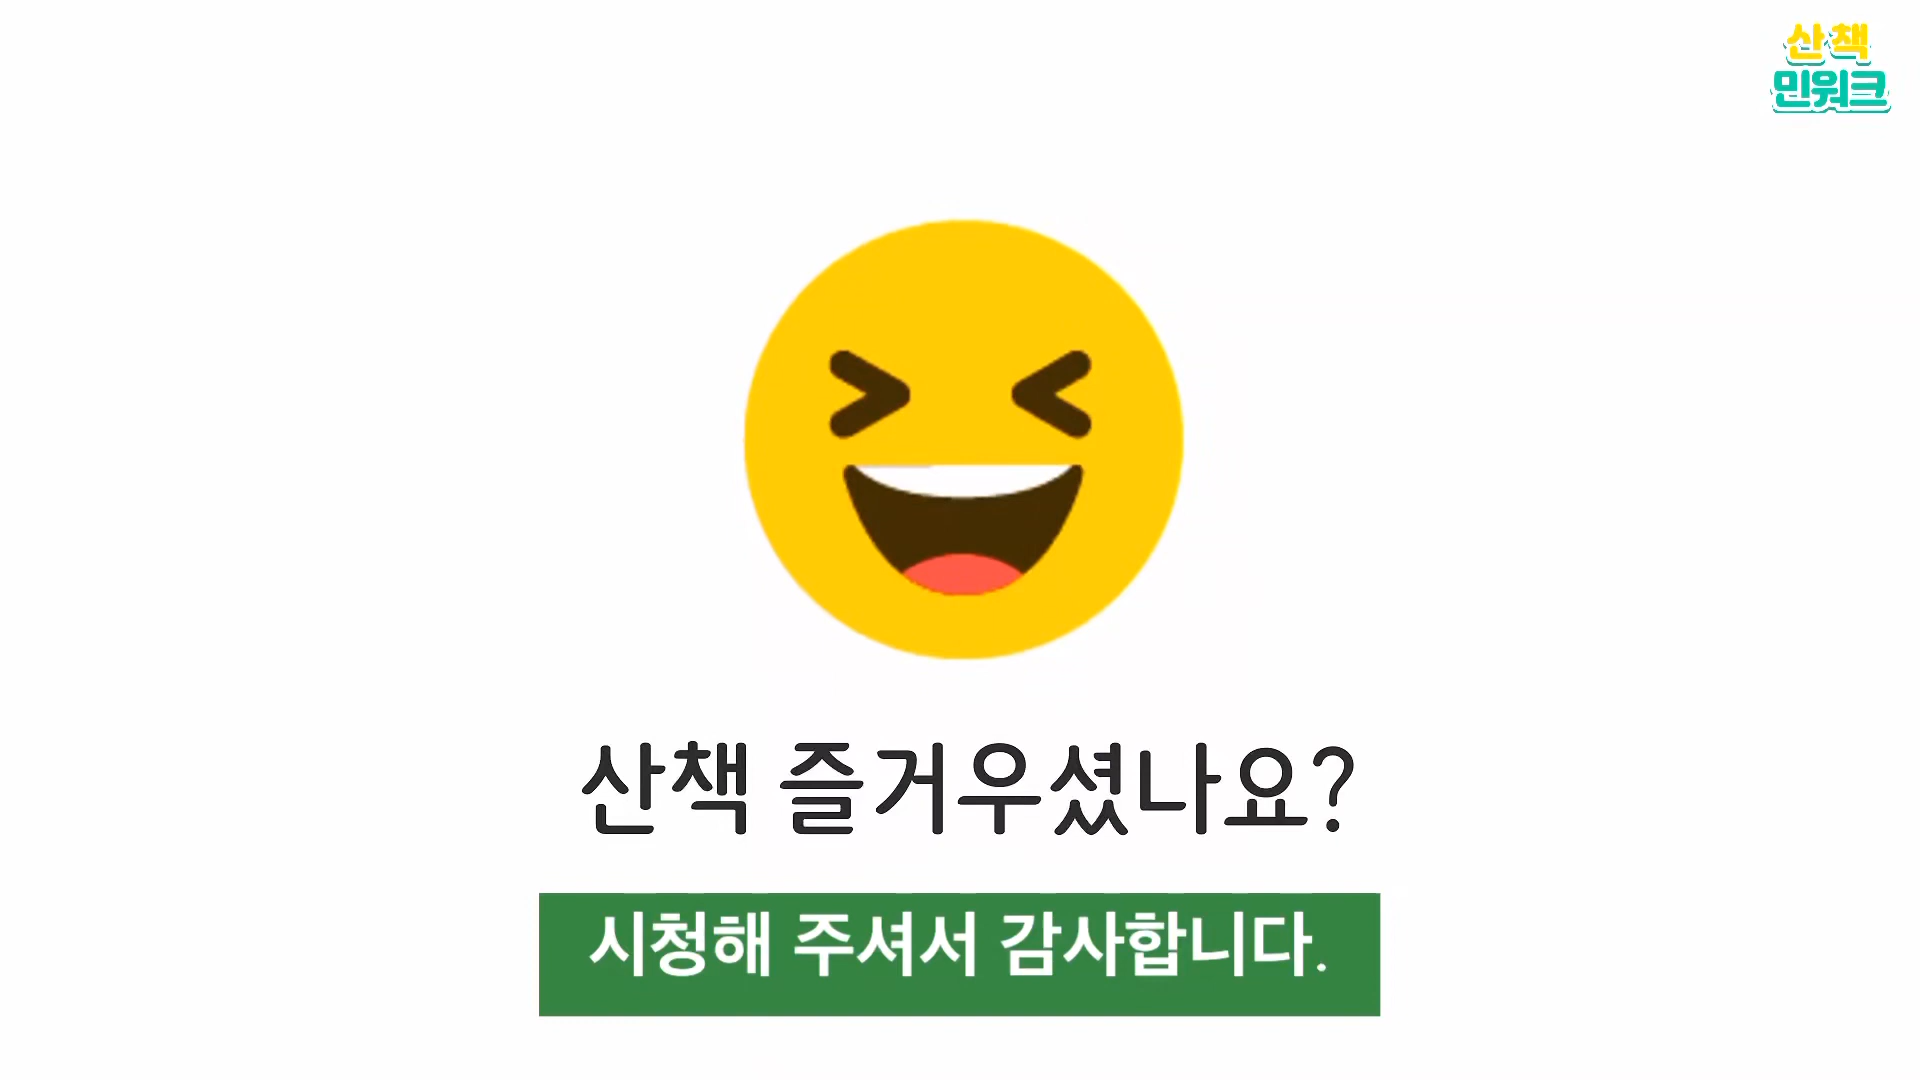 산책
민워크
산책 즐거우셨나요?
시청해 주셔서 감사합니다.